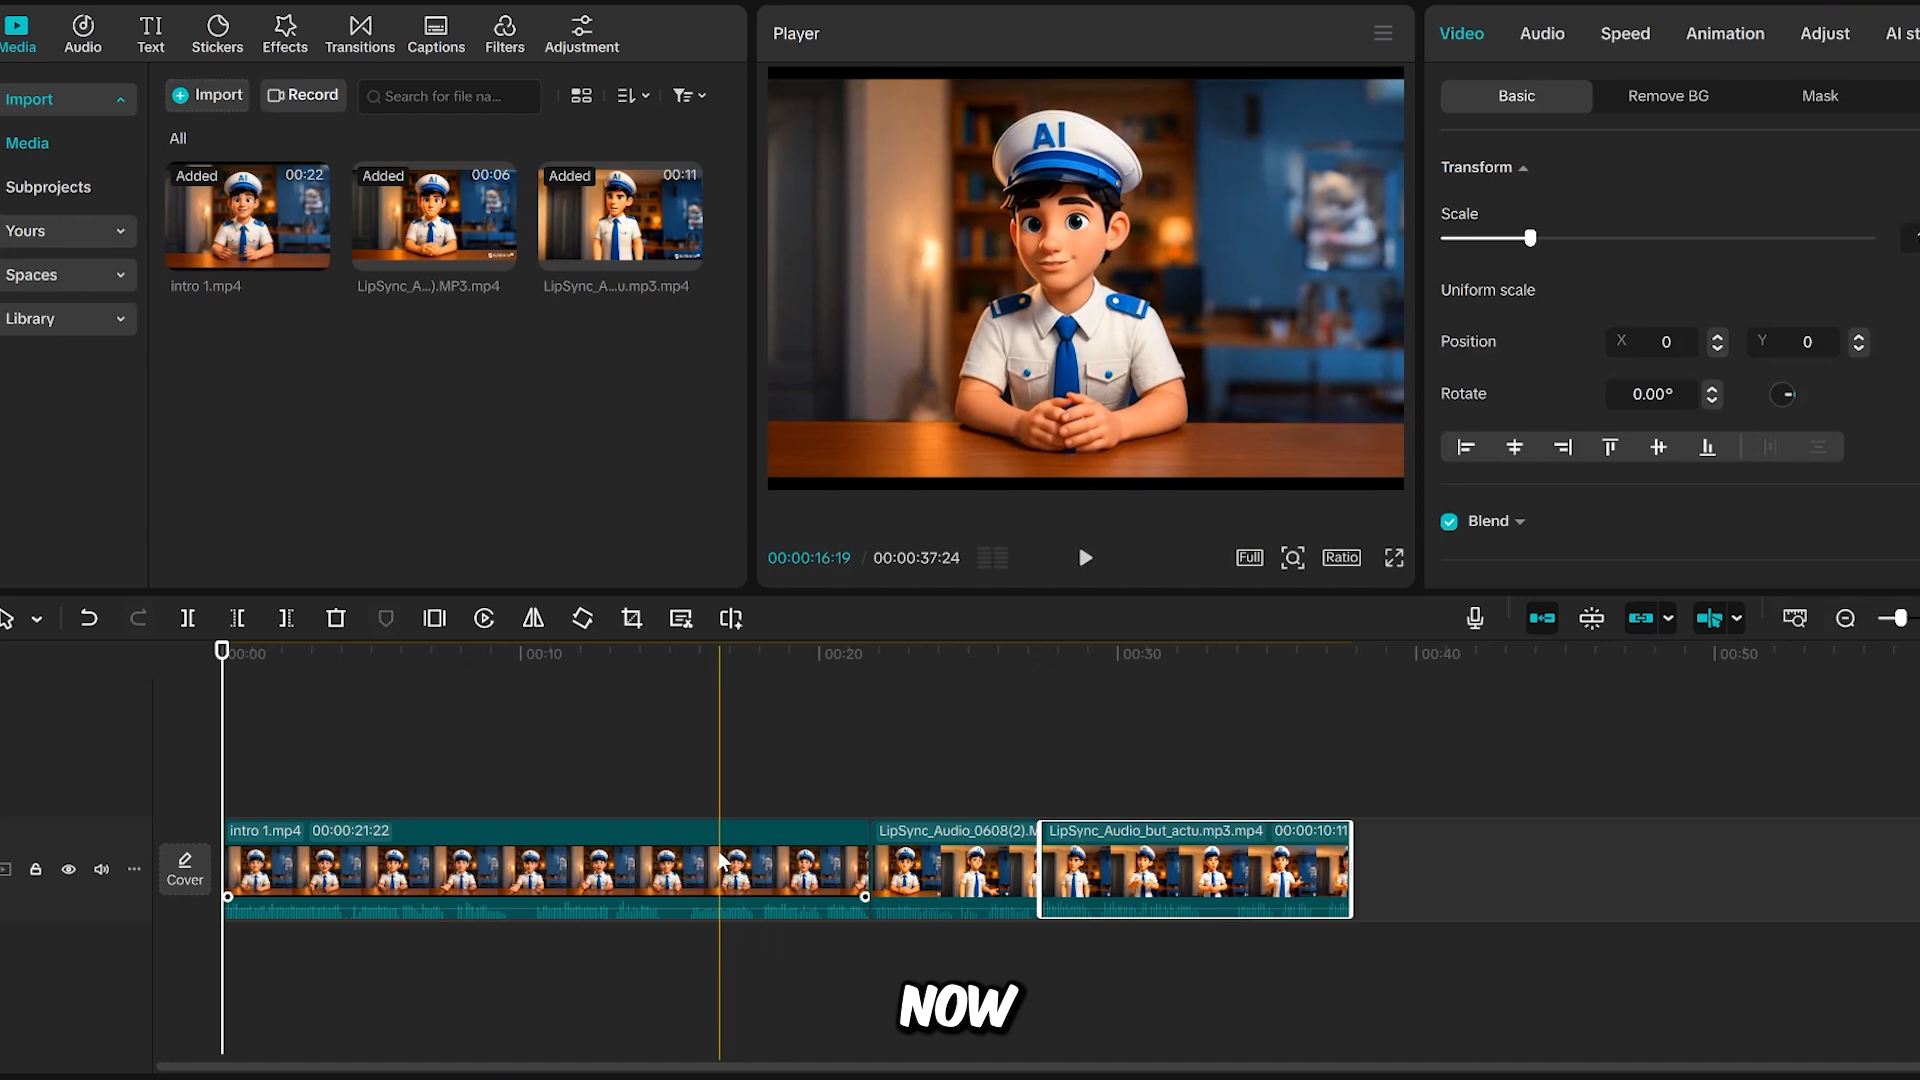 Media
Audio
Text
Stickers
Effects
Transitions
Captions
Filters
Adjustment
Import
Media
Subprojects
Yours
Spaces
Library
Import
Record
Search for file na...
All
Added 00:22
Added 00:06
Added 00:11
intro 1.mp4
LipSync_A...).MP3.mp4
LipSync_A...u.mp3.mp4
Player
AI
00:00:16:19 / 00:00:37:24
Full
Ratio
Video
Audio
Speed
Animation
Adjust
AI st
Basic
Remove BG
Mask
Transform
Scale
Uniform scale
Position X 0 Y 0
Rotate 0.00°
Blend
00:00
00:10
00:20
00:30
00:40
00:50
Cover
intro 1.mp4 00:00:21:22
LipSync_Audio_0608(2).M
LipSync_Audio_but_actu.mp3.mp4 00:00:10:11
NOW